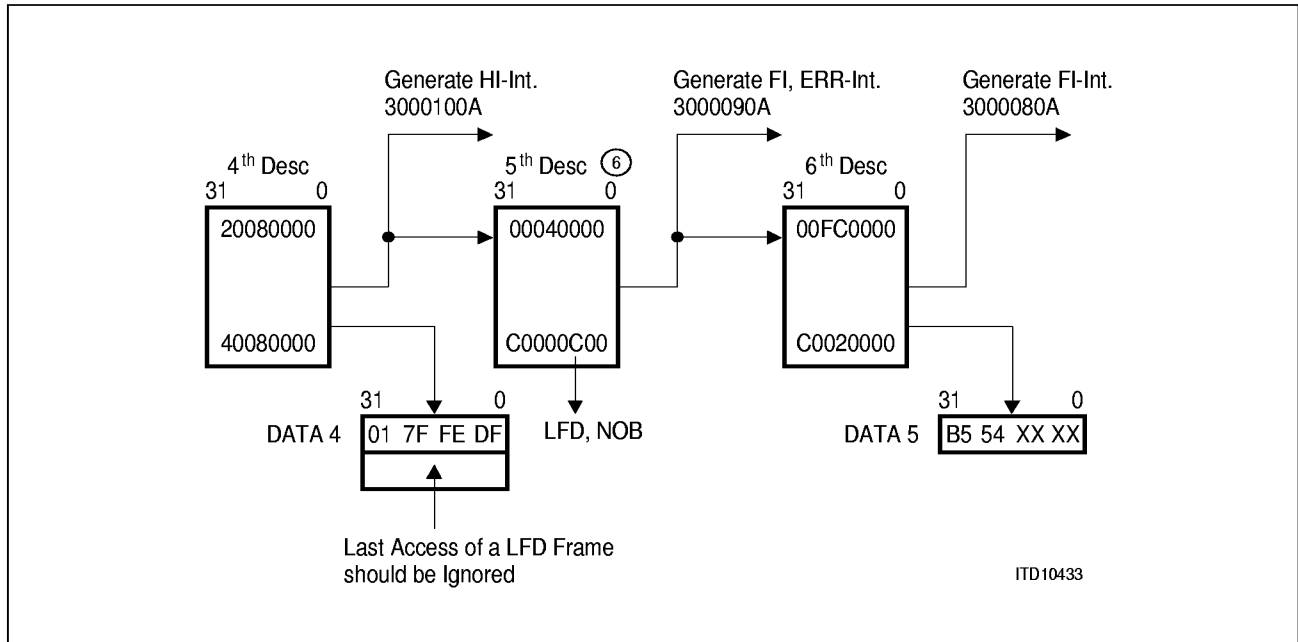 Generate HI-Int.
3000100A
Generate FI, ERR-Int.
3000090A
Generate FI-Int.
3000080A
4th Desc
31 0
20080000
40080000
5th Desc 6
31 0
00040000
C0000C00
6th Desc
31 0
00FC0000
C0020000
31 0
DATA 4 01 7F FE DF
LFD, NOB
31 0
DATA 5 B5 54 XX XX
Last Access of a LFD Frame
should be Ignored
ITD10433